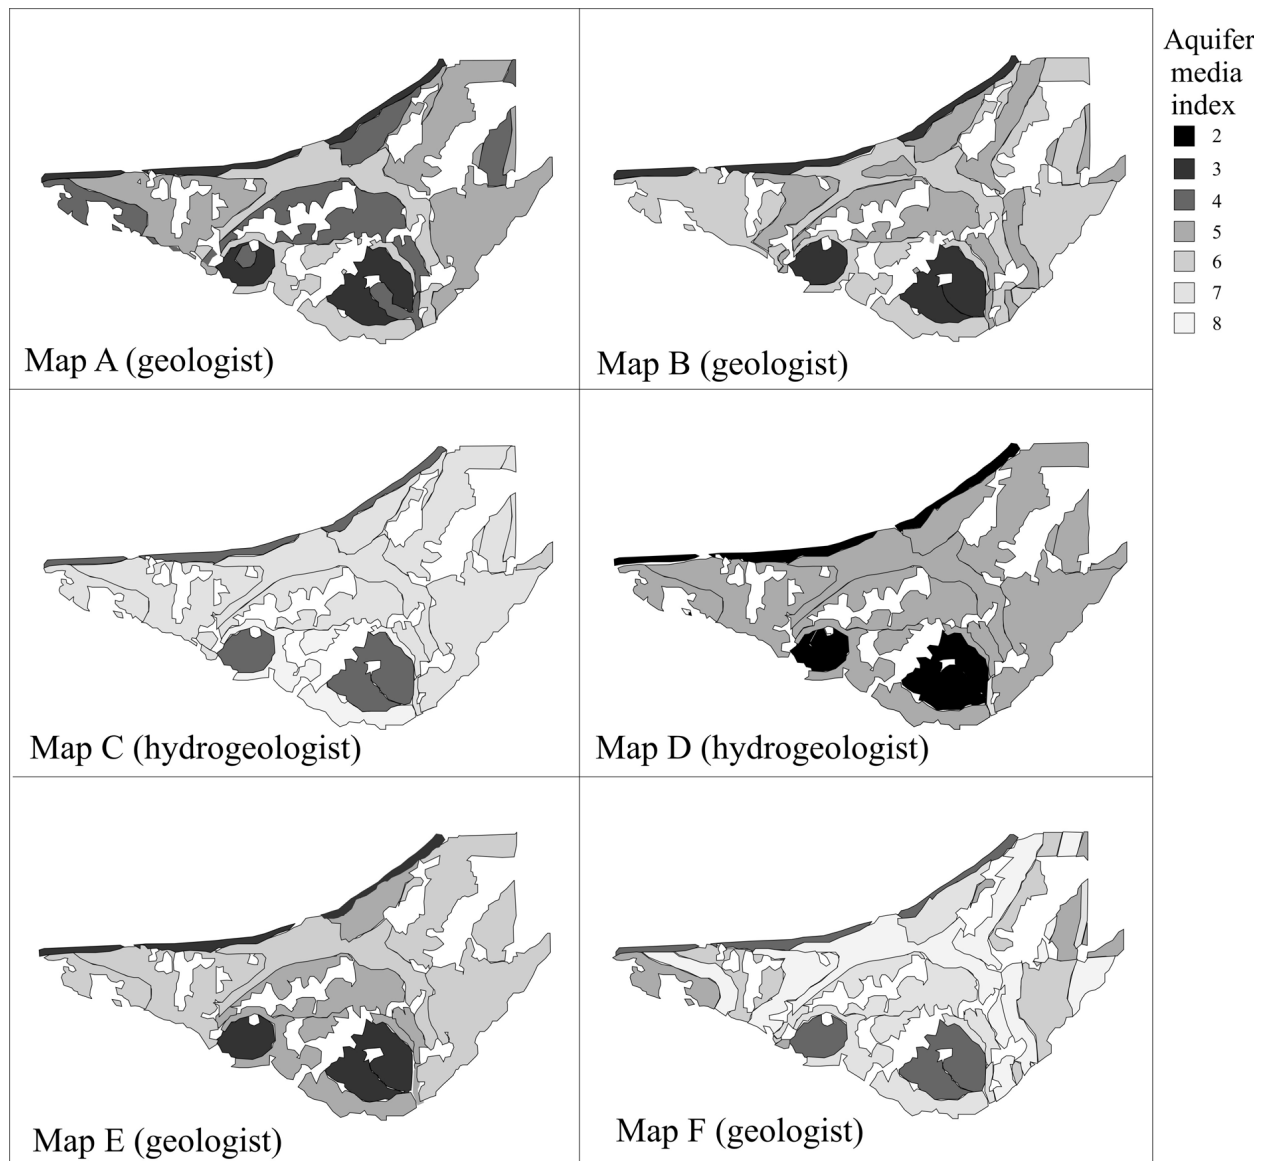 Aquifer
media
index
2
3
4
5
6
7
8
Map A (geologist)
Map B (geologist)
Map C (hydrogeologist)
Map D (hydrogeologist)
Map E (geologist)
Map F (geologist)